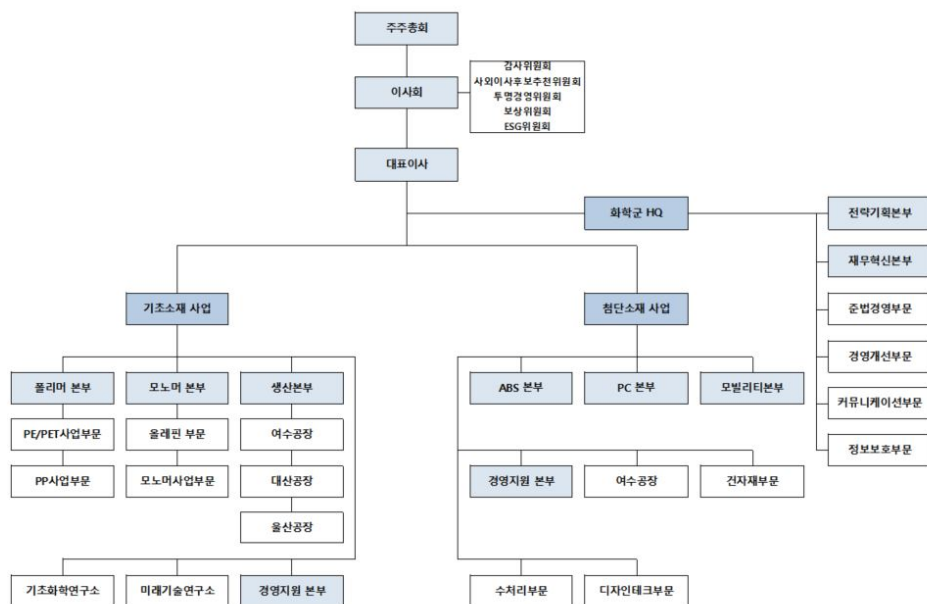 주주총회
이사회
감사위원회
사외이사후보추천위원회
투명경영위원회
보상위원회
ESG위원회
대표이사
화학군 HQ
전략기획본부
재무혁신본부
준법경영부문
경영개선부문
커뮤니케이션부문
정보보호부문
기초소재 사업
첨단소재 사업
폴리머 본부
모노머 본부
생산본부
ABS 본부
PC 본부
모빌리티본부
PE/PET사업부문
올레핀 부문
여수공장
PP사업부문
모노머사업부문
대산공장
경영지원 본부
여수공장
건자재부문
울산공장
기초화학연구소
미래기술연구소
경영지원 본부
수처리부문
디자인테크부문